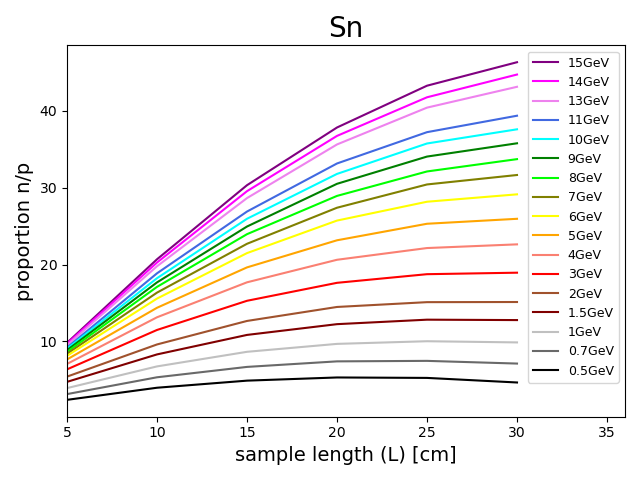 Sn
proportion n/p
40
30
20
10
5
10
15
20
25
30
35
sample length (L) [cm]
15GeV
14GeV
13GeV
11GeV
10GeV
9GeV
8GeV
7GeV
6GeV
5GeV
4GeV
3GeV
2GeV
1.5GeV
1GeV
0.7GeV
0.5GeV